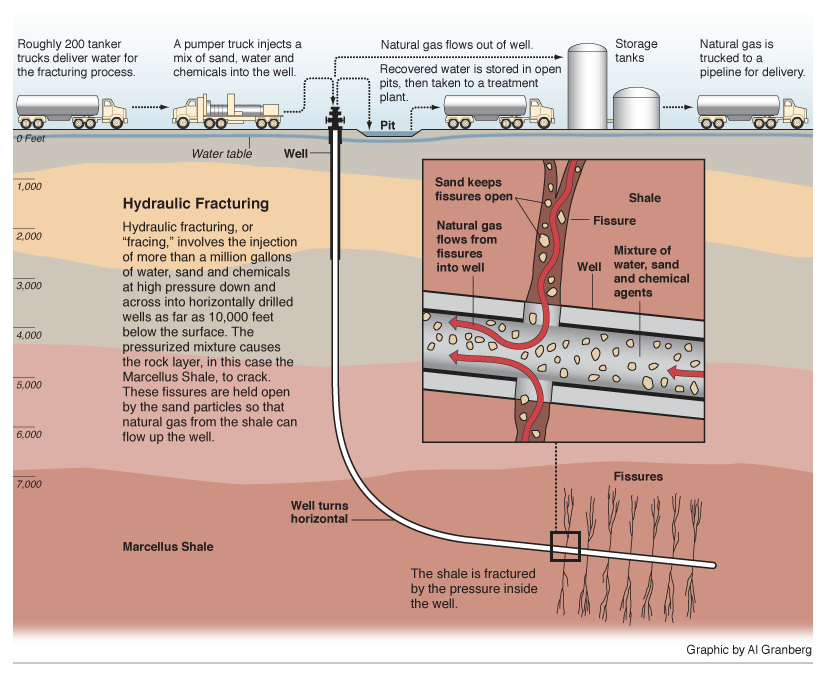 Roughly 200 tanker
trucks deliver water for
the fracturing process.
A pumper truck injects a
mix of sand, water and
chemicals into the well.
Natural gas flows out of well.
Recovered water is stored in open
pits, then taken to a treatment
plant.
Storage
tanks
Natural gas is
trucked to a
pipeline for delivery.
Pit
0 Feet
Water table
Well
1,000
2,000
3,000
4,000
5,000
6,000
7,000
Hydraulic Fracturing
Hydraulic fracturing, or
“fracing,” involves the injection
of more than a million gallons
of water, sand and chemicals
at high pressure down and
across into horizontally drilled
wells as far as 10,000 feet
below the surface. The
pressurized mixture causes
the rock layer, in this case the
Marcellus Shale, to crack.
These fissures are held open
by the sand particles so that
natural gas from the shale can
flow up the well.
Sand keeps
fissures open
Shale
Fissure
Natural gas
flows from
fissures
into well
Well
Mixture of
water, sand
and chemical
agents
Fissures
Well turns
horizontal
Marcellus Shale
The shale is fractured
by the pressure inside
the well.
Graphic by Al Granberg